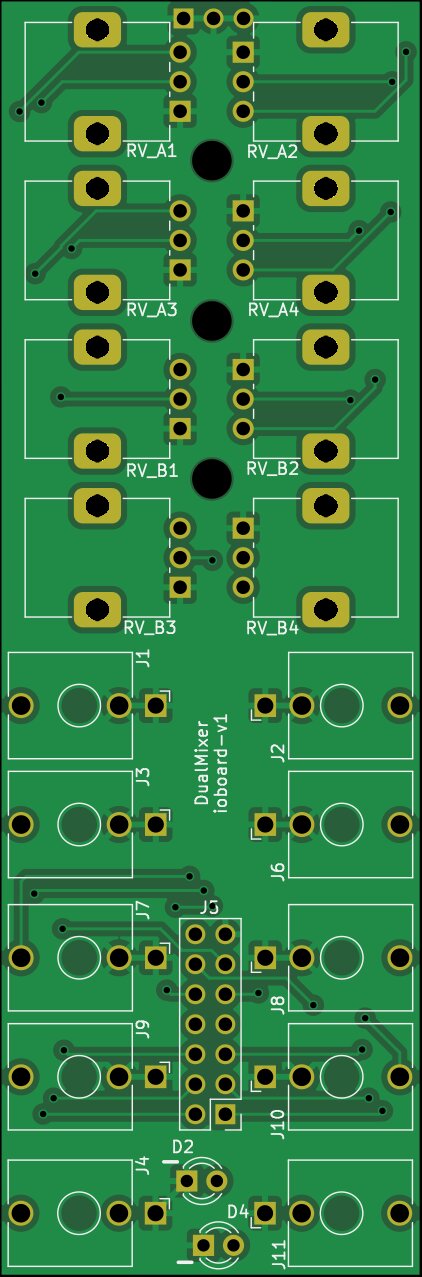 RV_A1
RV_A2
RV_A3
RV_A4
RV_B1
RV_B2
RV_B3
RV_B4
J1
J2
DualMixer
ioboard-v1
J3
J6
J7
J5
J8
J9
J10
D2
J4
D4
J11